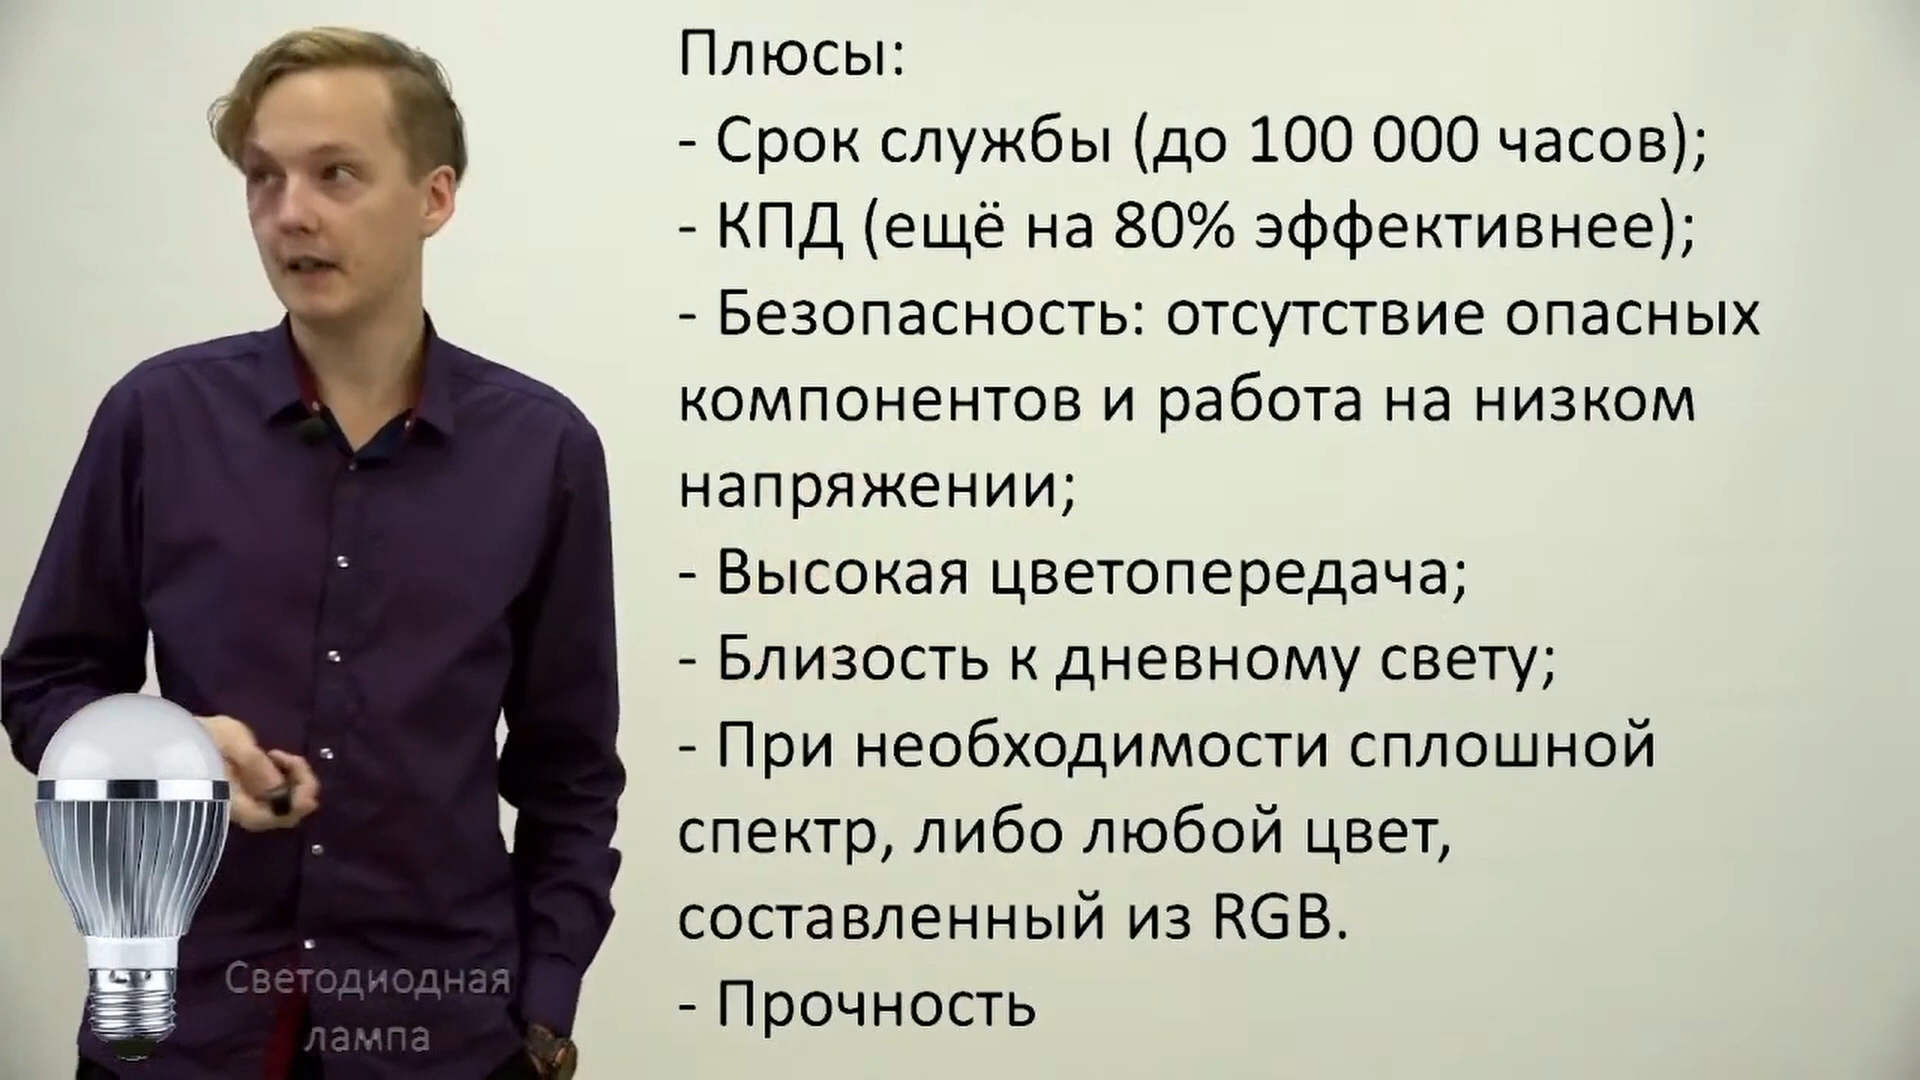 Плюсы:
- Срок службы (до 100 000 часов);
- КПД (ещё на 80% эффективнее);
- Безопасность: отсутствие опасных
компонентов и работа на низком
напряжении;
- Высокая цветопередача;
- Близость к дневному свету;
- При необходимости сплошной
спектр, либо любой цвет,
составленный из RGB.
- Прочность
Светодиодная
лампа